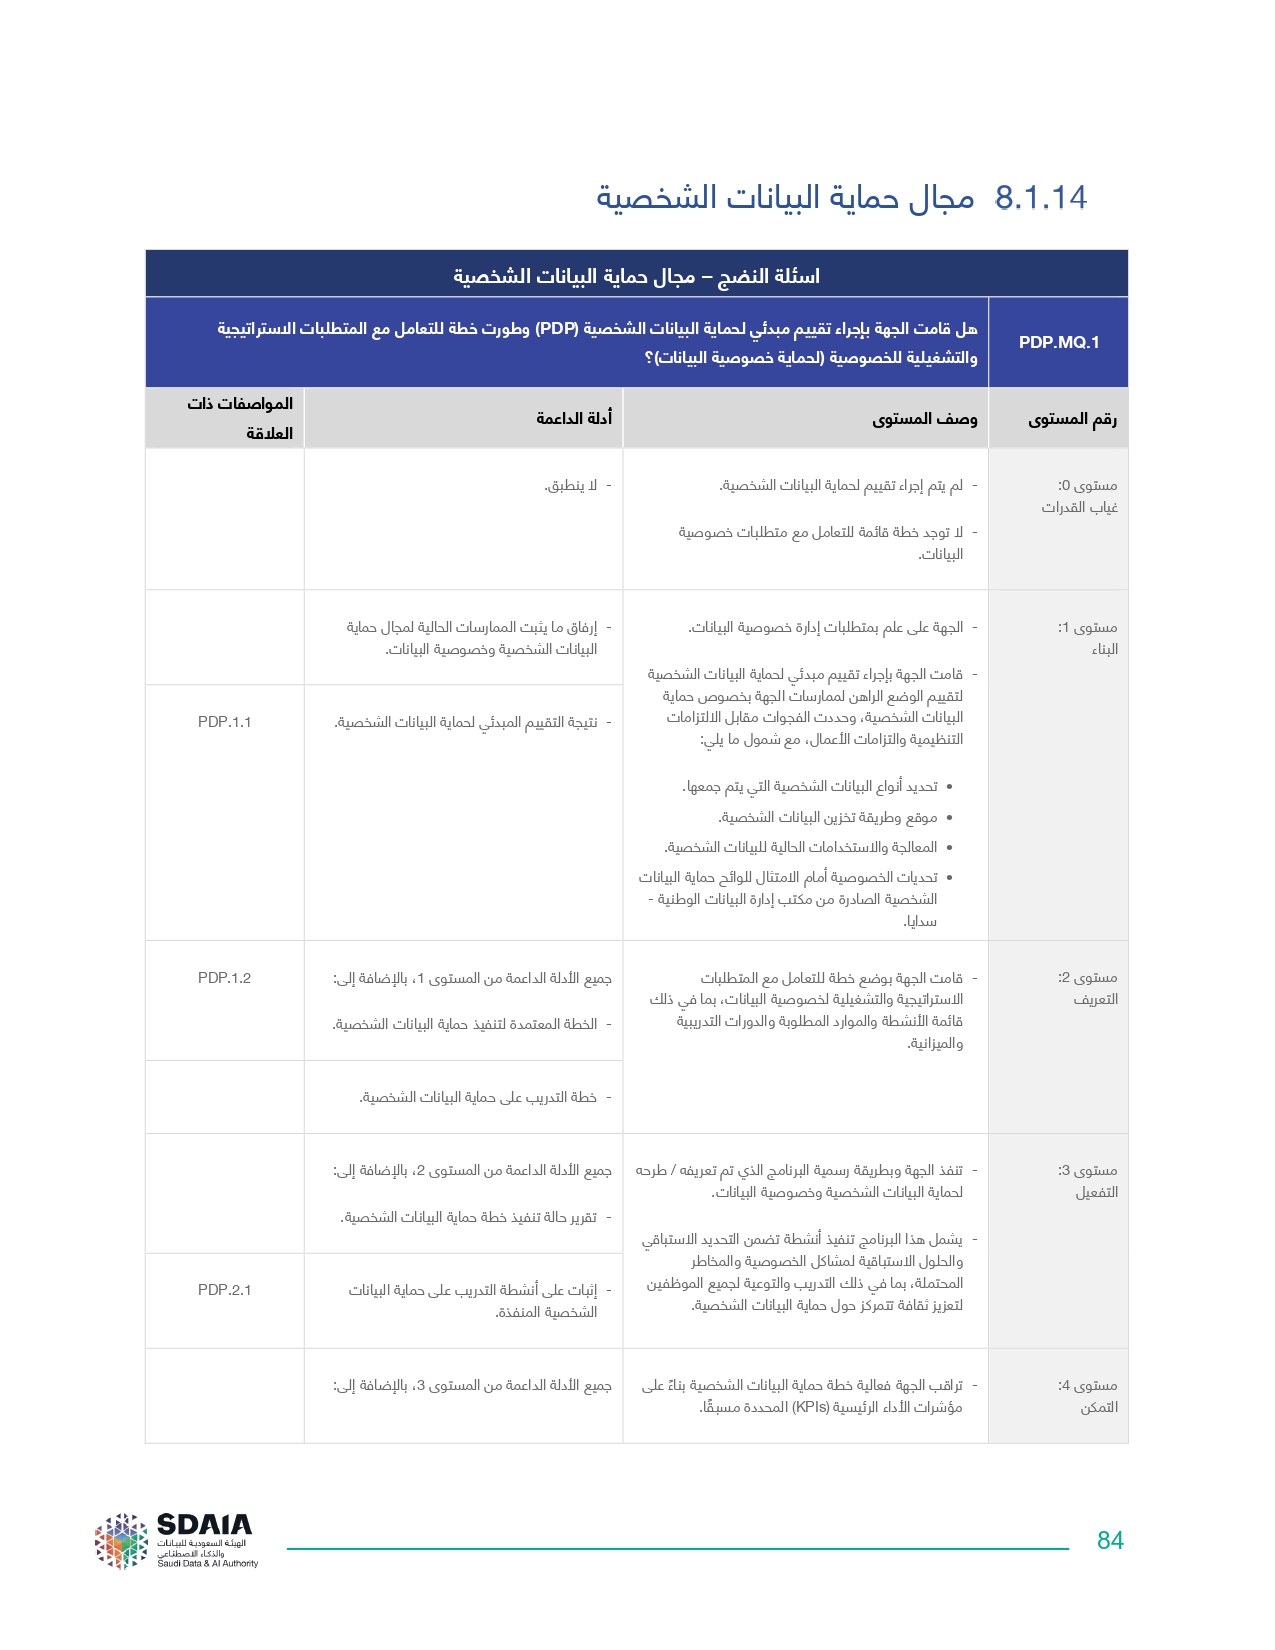 8.1.14 مجال حماية البيانات الشخصية
اسئلة النضج – مجال حماية البيانات الشخصية
PDP.MQ.1
هل قامت الجهة بإجراء تقييم مبدئي لحماية البيانات الشخصية (PDP) وطورت خطة للتعامل مع المتطلبات الاستراتيجية
والتشغيلية للخصوصية (لحماية خصوصية البيانات)؟
رقم المستوى
وصف المستوى
أدلة الداعمة
المواصفات ذات
العلاقة
مستوى 0:
غياب القدرات
- لم يتم إجراء تقييم لحماية البيانات الشخصية.
- لا توجد خطة قائمة للتعامل مع متطلبات خصوصية
البيانات.
- لا ينطبق.
مستوى 1:
البناء
- الجهة على علم بمتطلبات إدارة خصوصية البيانات.
- قامت الجهة بإجراء تقييم مبدئي لحماية البيانات الشخصية
لتقييم الوضع الراهن لممارسات الجهة بخصوص حماية
البيانات الشخصية، وحددت الفجوات مقابل الالتزامات
التنظيمية والتزامات الأعمال، مع شمول ما يلي:
• تحديد أنواع البيانات الشخصية التي يتم جمعها.
• موقع وطريقة تخزين البيانات الشخصية.
• المعالجة والاستخدامات الحالية للبيانات الشخصية.
• تحديات الخصوصية أمام الامتثال للوائح حماية البيانات
الشخصية الصادرة من مكتب إدارة البيانات الوطنية -
سدايا.
- إرفاق ما يثبت الممارسات الحالية لمجال حماية
البيانات الشخصية وخصوصية البيانات.
- نتيجة التقييم المبدئي لحماية البيانات الشخصية.
PDP.1.1
مستوى 2:
التعريف
- قامت الجهة بوضع خطة للتعامل مع المتطلبات
الاستراتيجية والتشغيلية لخصوصية البيانات، بما في ذلك
قائمة الأنشطة والموارد المطلوبة والدورات التدريبية
والميزانية.
جميع الأدلة الداعمة من المستوى 1، بالإضافة إلى:
- الخطة المعتمدة لتنفيذ حماية البيانات الشخصية.
PDP.1.2
- خطة التدريب على حماية البيانات الشخصية.
مستوى 3:
التفعيل
- تنفذ الجهة وبطريقة رسمية البرنامج الذي تم تعريفه / طرحه
لحماية البيانات الشخصية وخصوصية البيانات.
- يشمل هذا البرنامج تنفيذ أنشطة تضمن التحديد الاستباقي
والحلول الاستباقية لمشاكل الخصوصية والمخاطر
المحتملة، بما في ذلك التدريب والتوعية لجميع الموظفين
لتعزيز ثقافة تتمركز حول حماية البيانات الشخصية.
جميع الأدلة الداعمة من المستوى 2، بالإضافة إلى:
- تقرير حالة تنفيذ خطة حماية البيانات الشخصية.
- إثبات على أنشطة التدريب على حماية البيانات
الشخصية المنفذة.
PDP.2.1
مستوى 4:
التمكن
- تراقب الجهة فعالية خطة حماية البيانات الشخصية بناءً على
مؤشرات الأداء الرئيسية (KPIs) المحددة مسبقًا.
جميع الأدلة الداعمة من المستوى 3، بالإضافة إلى:
SDAIA
الهيئة السعودية للبيانات
والذكاء الاصطناعي
Saudi Data & AI Authority
84